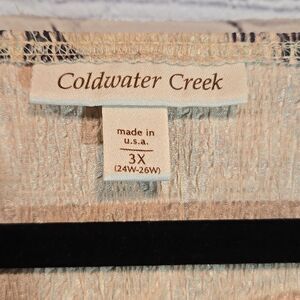 Coldwater Creek
made in
u.s.a.
3X
(24W-26W)